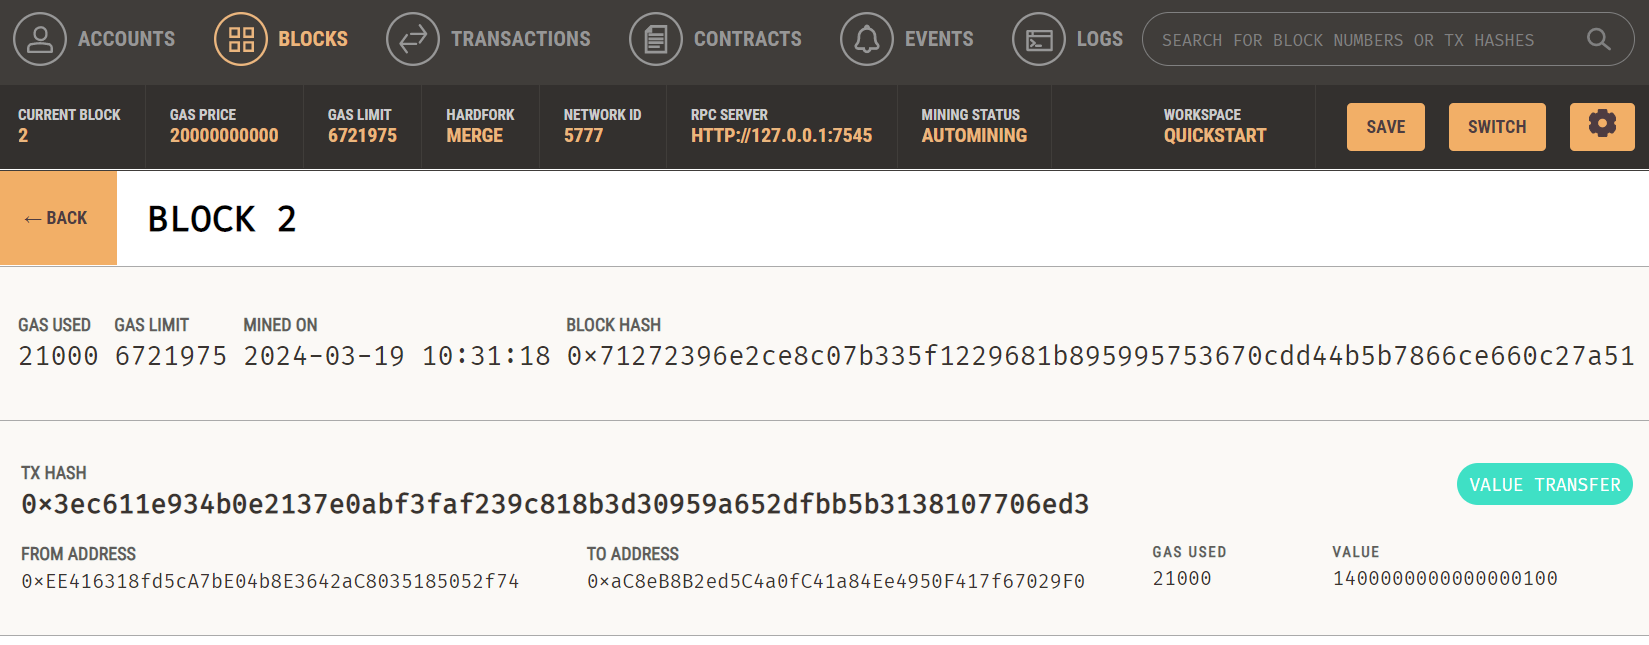 ACCOUNTS BLOCKS TRANSACTIONS CONTRACTS EVENTS LOGS SEARCH FOR BLOCK NUMBERS OR TX HASHES
CURRENT BLOCK GAS PRICE GAS LIMIT HARDFORK NETWORK ID RPC SERVER MINING STATUS WORKSPACE
2 20000000000 6721975 MERGE 5777 HTTP://127.0.0.1:7545 AUTOMINING QUICKSTART SAVE SWITCH
← BACK BLOCK 2
GAS USED GAS LIMIT MINED ON BLOCK HASH
21000 6721975 2024-03-19 10:31:18 0×71272396e2ce8c07b335f1229681b895995753670cdd44b5b7866ce660c27a51
TX HASH
0×3ec611e934b0e2137e0abf3faf239c818b3d30959a652dfbb5b3138107706ed3 VALUE TRANSFER
FROM ADDRESS TO ADDRESS GAS USED VALUE
0×EE416318fd5cA7bE04b8E3642aC8035185052f74 0×aC8eB8B2ed5C4a0fC41a84Ee4950F417f67029F0 21000 1400000000000000100